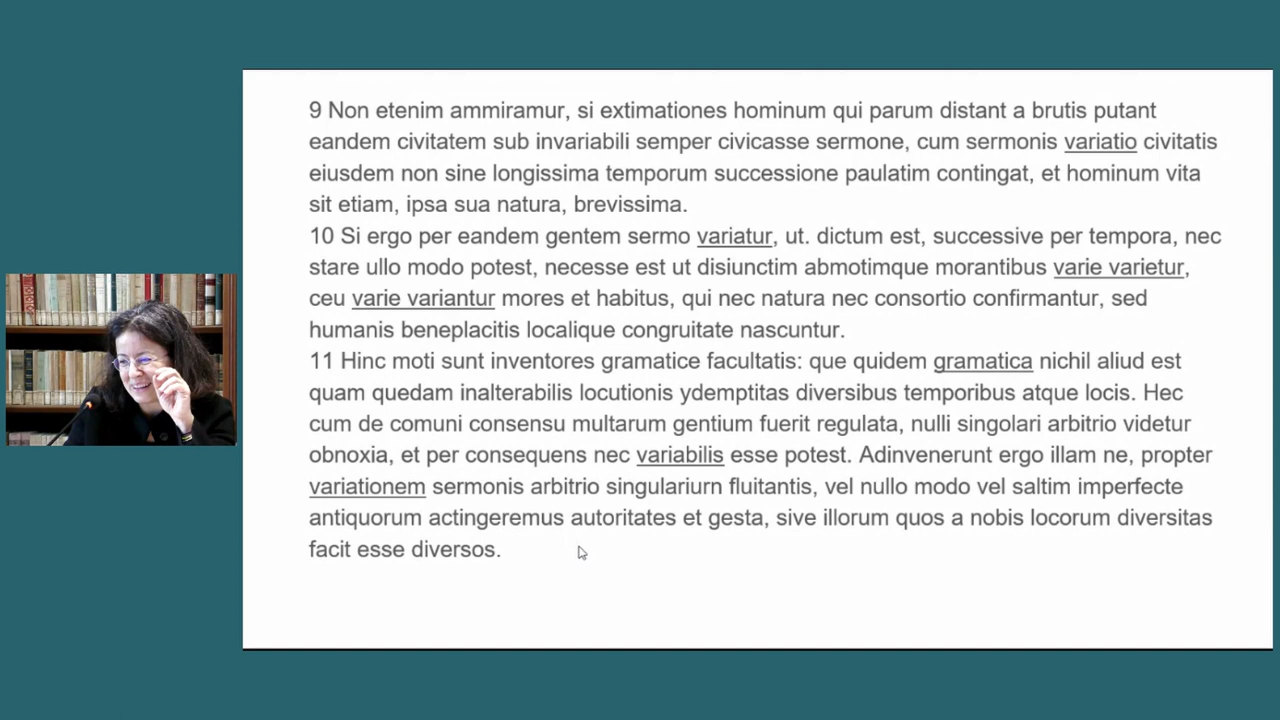 9 Non etenim ammiramur, si extimationes hominum qui parum distant a brutis putant
eandem civitatem sub invariabili semper civicasse sermone, cum sermonis variatio civitatis
eiusdem non sine longissima temporum successione paulatim contingat, et hominum vita
sit etiam, ipsa sua natura, brevissima.
10 Si ergo per eandem gentem sermo variatur, ut. dictum est, successive per tempora, nec
stare ullo modo potest, necesse est ut disiunctim abmotimque morantibus varie varietur,
ceu varie variantur mores et habitus, qui nec natura nec consortio confirmantur, sed
humanis beneplacitis localique congruitate nascuntur.
11 Hinc moti sunt inventores gramatice facultatis: que quidem gramatica nichil aliud est
quam quedam inalterabilis locutionis ydemptitas diversibus temporibus atque locis. Hec
cum de comuni consensu multarum gentium fuerit regulata, nulli singolari arbitrio videtur
obnoxia, et per consequens nec variabilis esse potest. Adinvenerunt ergo illam ne, propter
variationem sermonis arbitrio singulariurn fluitantis, vel nullo modo vel saltim imperfecte
antiquorum actingeremus autoritates et gesta, sive illorum quos a nobis locorum diversitas
facit esse diversos.